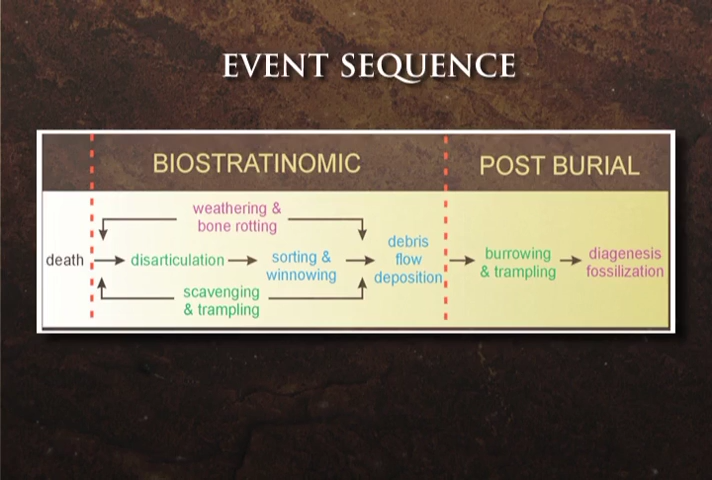 EVENT SEQUENCE
BIOSTRATINOMIC
POST BURIAL
weathering &
bone rotting
death
disarticulation
sorting &
winnowing
debris
flow
deposition
scavenging
& trampling
burrowing
& trampling
diagenesis
fossilization